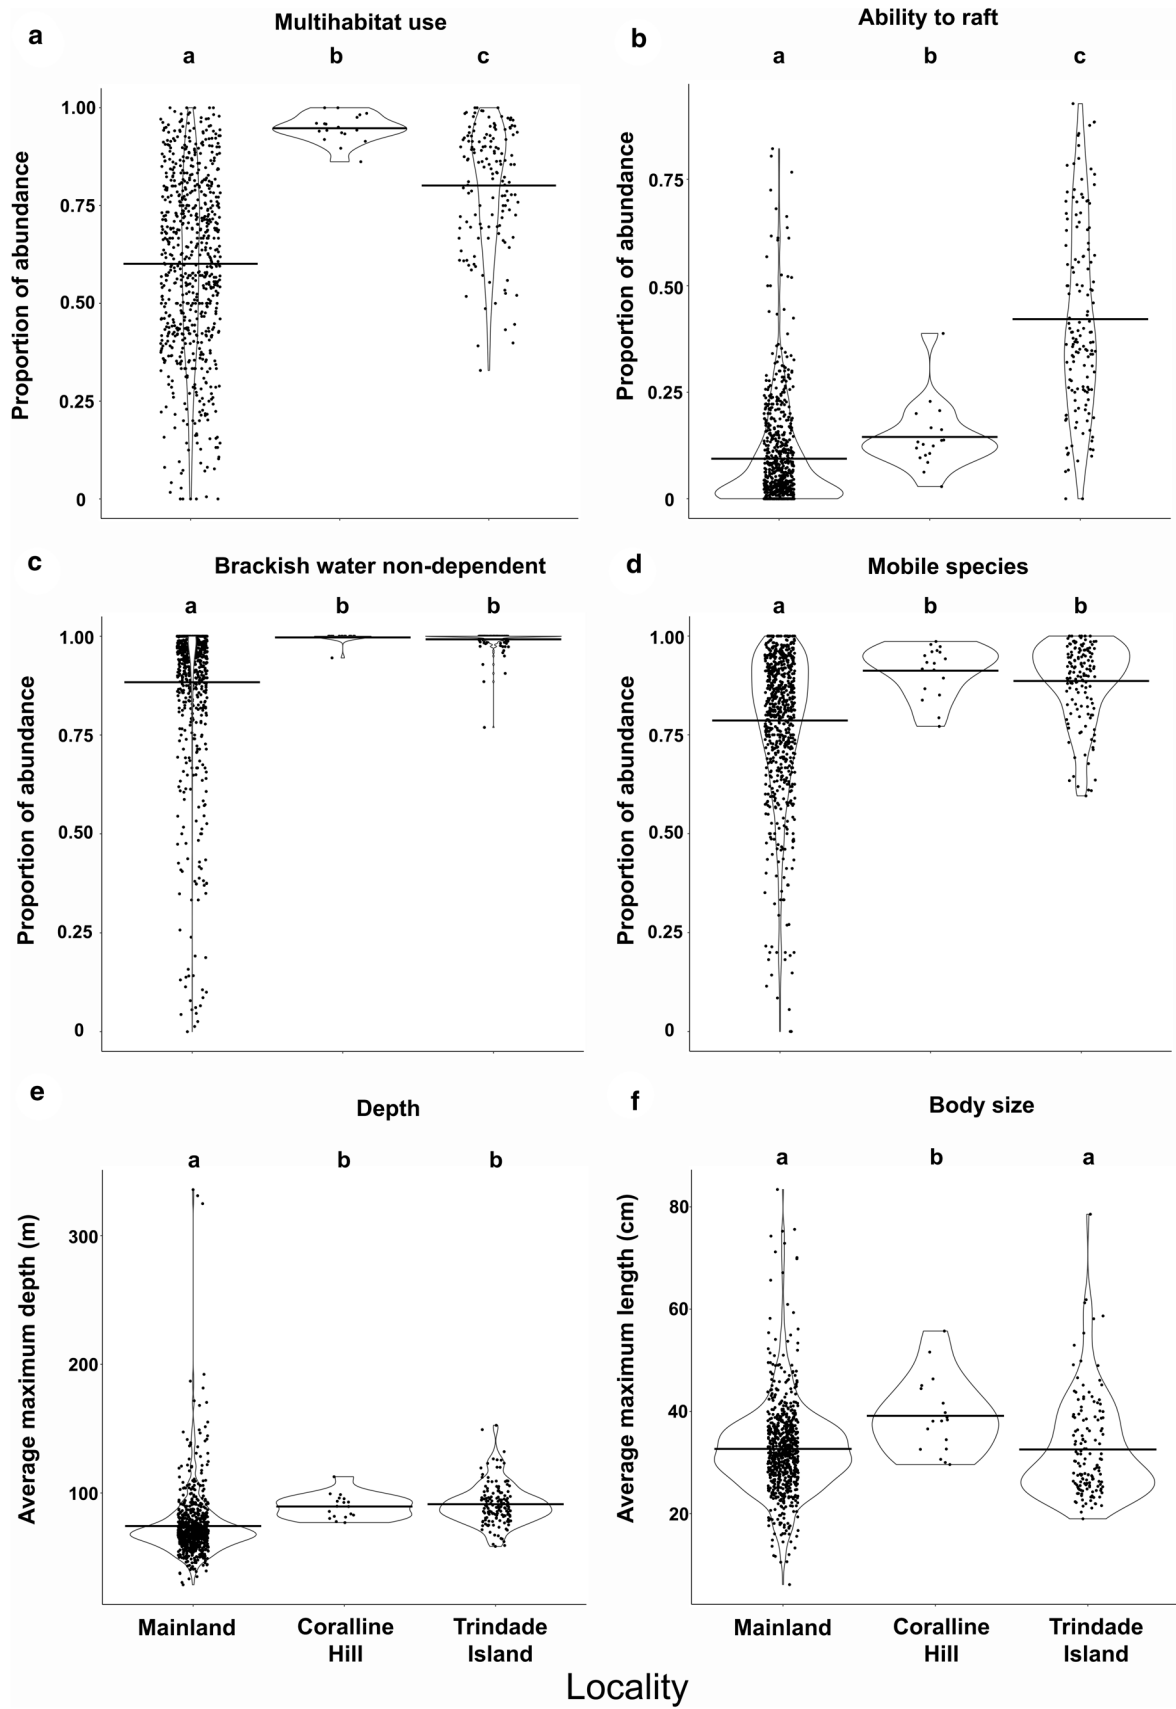 a
Multihabitat use
a b c
Proportion of abundance
1.00
0.75
0.50
0.25
0
b
Ability to raft
a b c
Proportion of abundance
0.75
0.50
0.25
0
c
Brackish water non-dependent
a b b
Proportion of abundance
1.00
0.75
0.50
0.25
0
d
Mobile species
a b b
Proportion of abundance
1.00
0.75
0.50
0.25
0
e
Depth
a b b
Average maximum depth (m)
300
200
100
Mainland
Coralline
Hill
Trindade
Island
f
Body size
a b a
Average maximum length (cm)
80
60
40
20
Mainland
Coralline
Hill
Trindade
Island
Locality